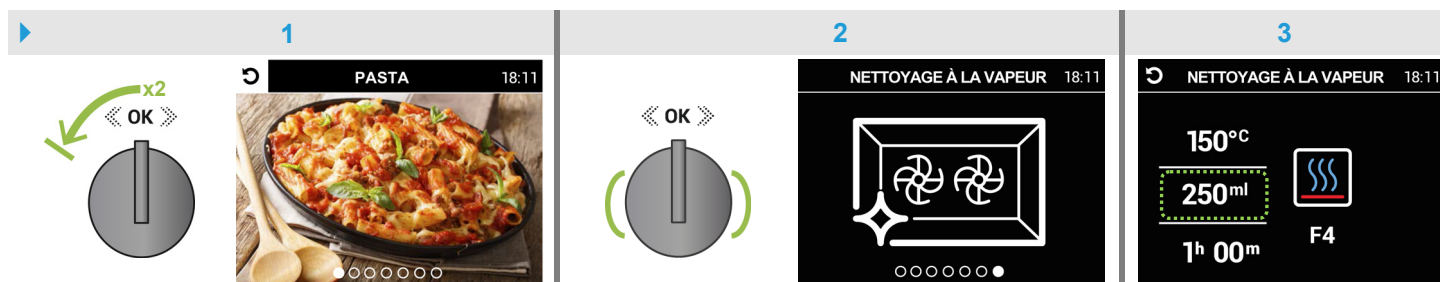 1
2
3
x2
OK
PASTA 18:11
OK
NETTOYAGE À LA VAPEUR 18:11
NETTOYAGE À LA VAPEUR 18:11
150°C
250ml
1h 00m
F4